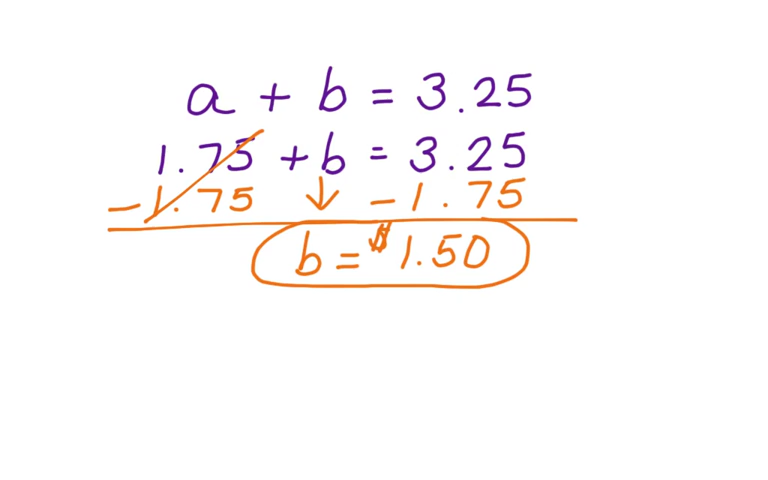 a + b = 3.25
1.75 + b = 3.25
- 1.75 ↓ - 1.75
b = $1.50